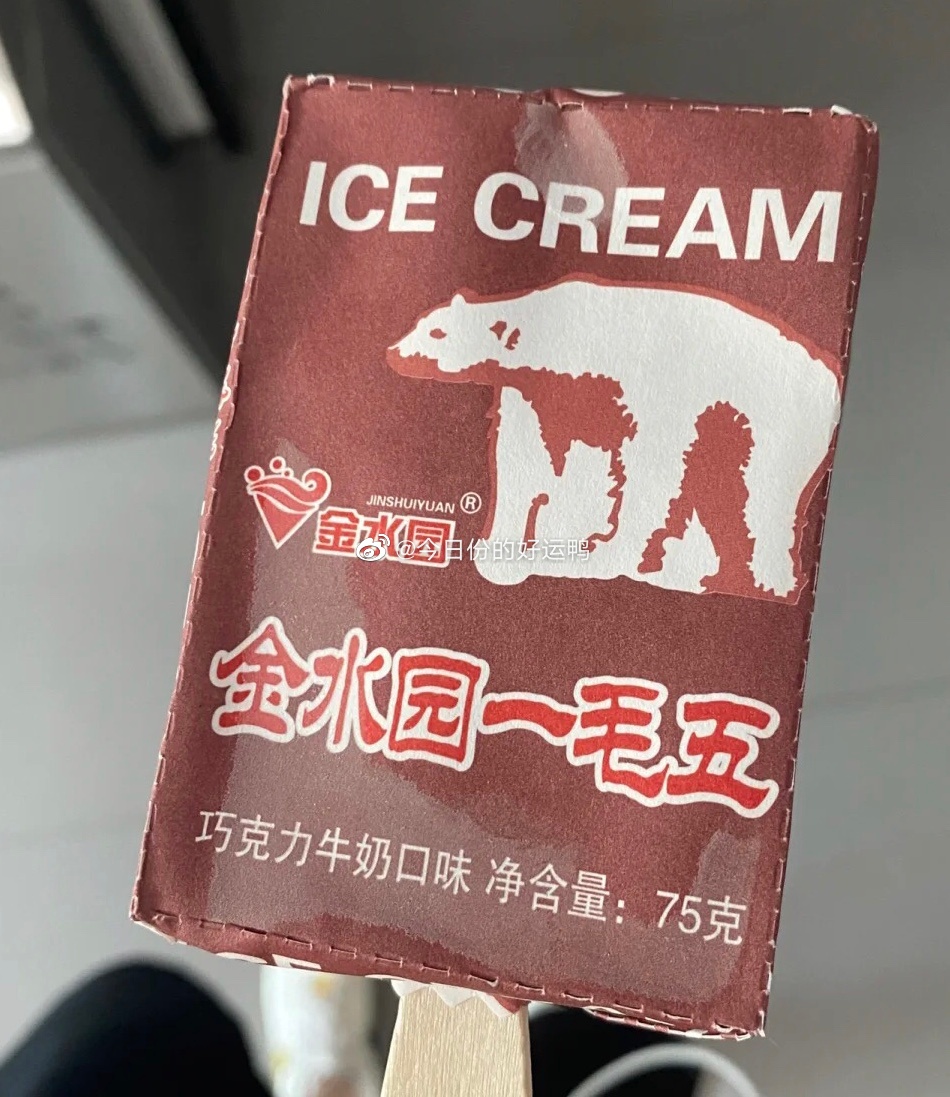 ICE CREAM
JINSHUIYUAN®
金水园
@今日份的好运鸭
金水园一毛五
巧克力牛奶口味 净含量：75克